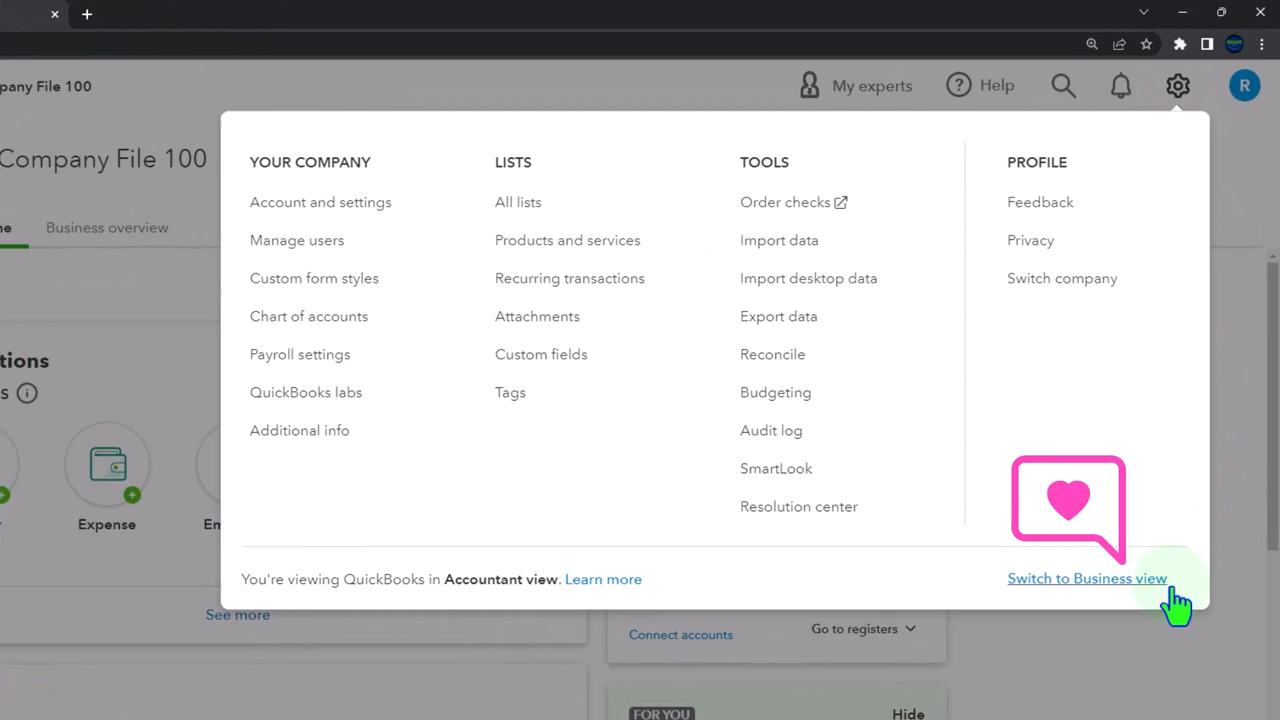 pany File 100
My experts
Help
R
Company File 100
YOUR COMPANY
LISTS
TOOLS
PROFILE
Account and settings
All lists
Order checks
Feedback
Manage users
Products and services
Import data
Privacy
Custom form styles
Recurring transactions
Import desktop data
Switch company
Chart of accounts
Attachments
Export data
Payroll settings
Custom fields
Reconcile
QuickBooks labs
Tags
Budgeting
Additional info
Audit log
SmartLook
Resolution center
You're viewing QuickBooks in Accountant view. Learn more
Switch to Business view
ne
Business overview
tions
s
Expense
En
See more
Connect accounts
Go to registers
FOR YOU
Hide